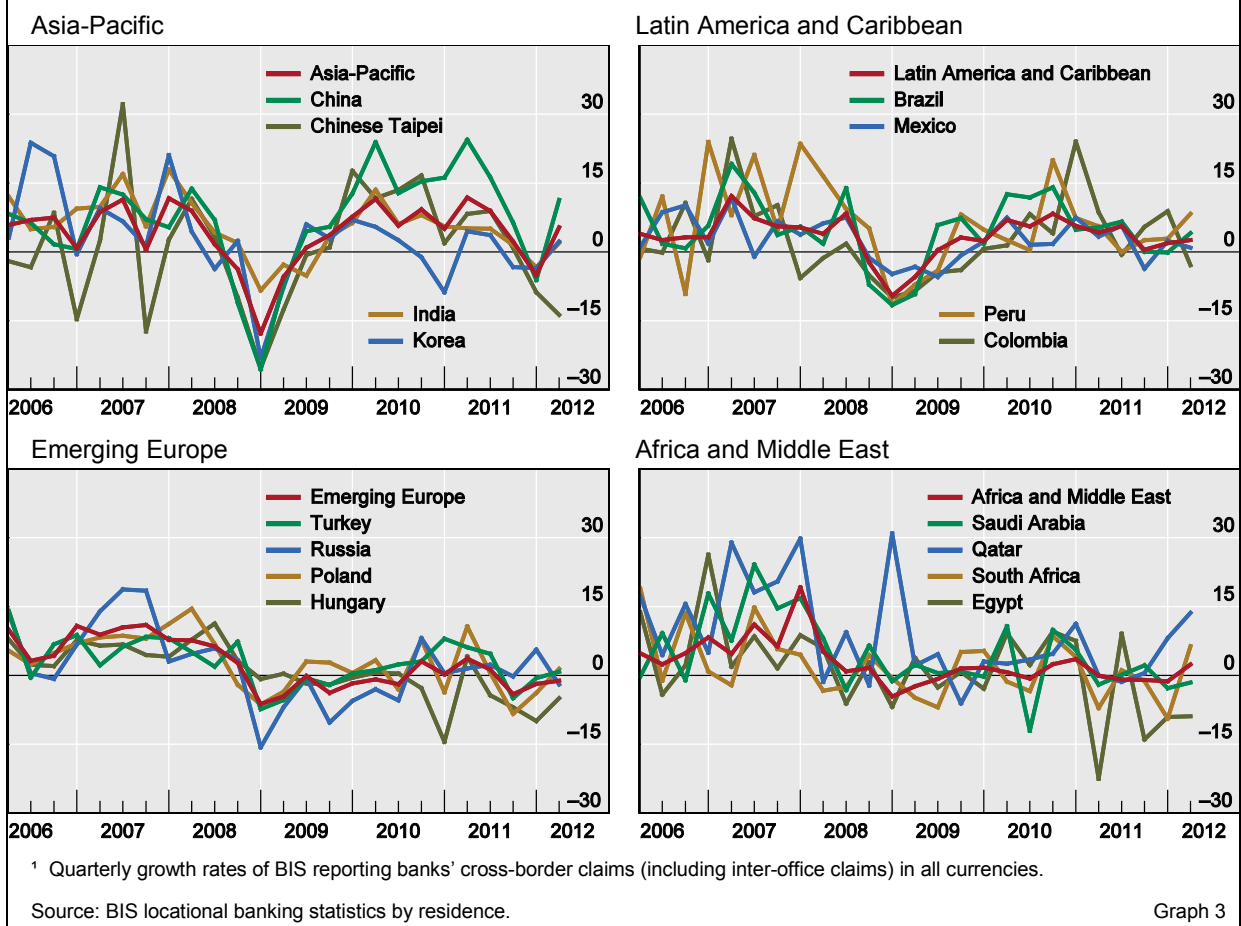 Asia-Pacific
Asia-Pacific
China
Chinese Taipei
India
Korea
30
15
0
–15
–30
2006 2007 2008 2009 2010 2011 2012
Latin America and Caribbean
Latin America and Caribbean
Brazil
Mexico
Peru
Colombia
30
15
0
–15
–30
2006 2007 2008 2009 2010 2011 2012
Emerging Europe
Emerging Europe
Turkey
Russia
Poland
Hungary
30
15
0
–15
–30
2006 2007 2008 2009 2010 2011 2012
Africa and Middle East
Africa and Middle East
Saudi Arabia
Qatar
South Africa
Egypt
30
15
0
–15
–30
2006 2007 2008 2009 2010 2011 2012
¹ Quarterly growth rates of BIS reporting banks’ cross-border claims (including inter-office claims) in all currencies.
Source: BIS locational banking statistics by residence. Graph 3